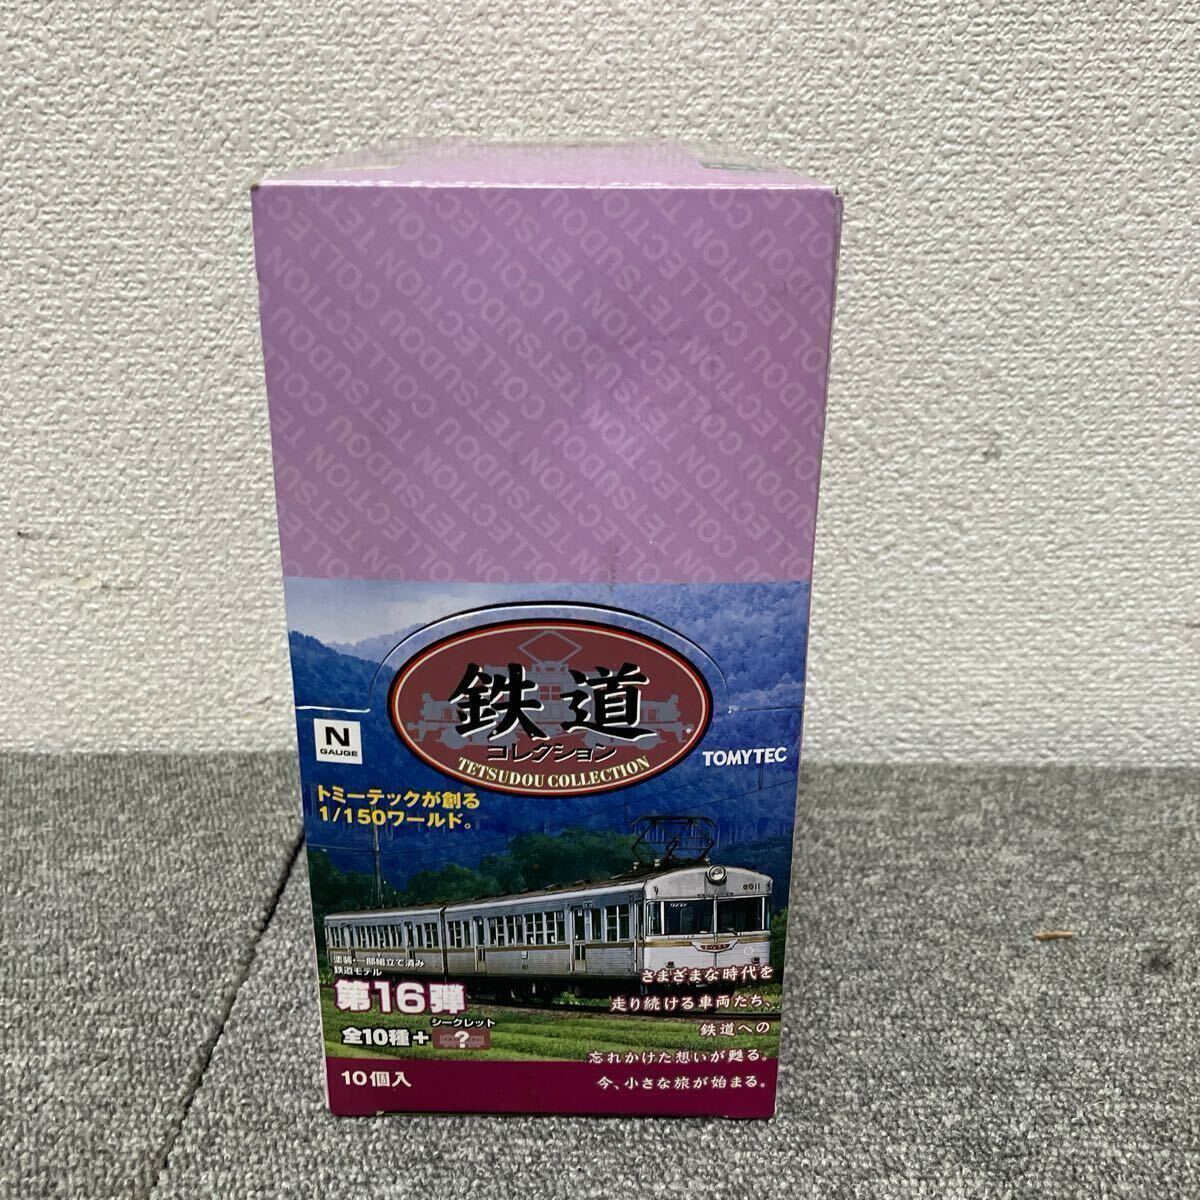 TETSUDOU COLLECTION
鉄道
コレクション
TETSUDOU COLLECTION
N
GAUGE
TOMYTEC
トミーテックが創る
1/150ワールド。
塗装・一部組立て済み
鉄道モデル
第16弾
全10種+
シークレット
?
10個入
さまざまな時代を
走り続ける車両たち、
鉄道への
忘れかけた想いが甦る。
今、小さな旅が始まる。